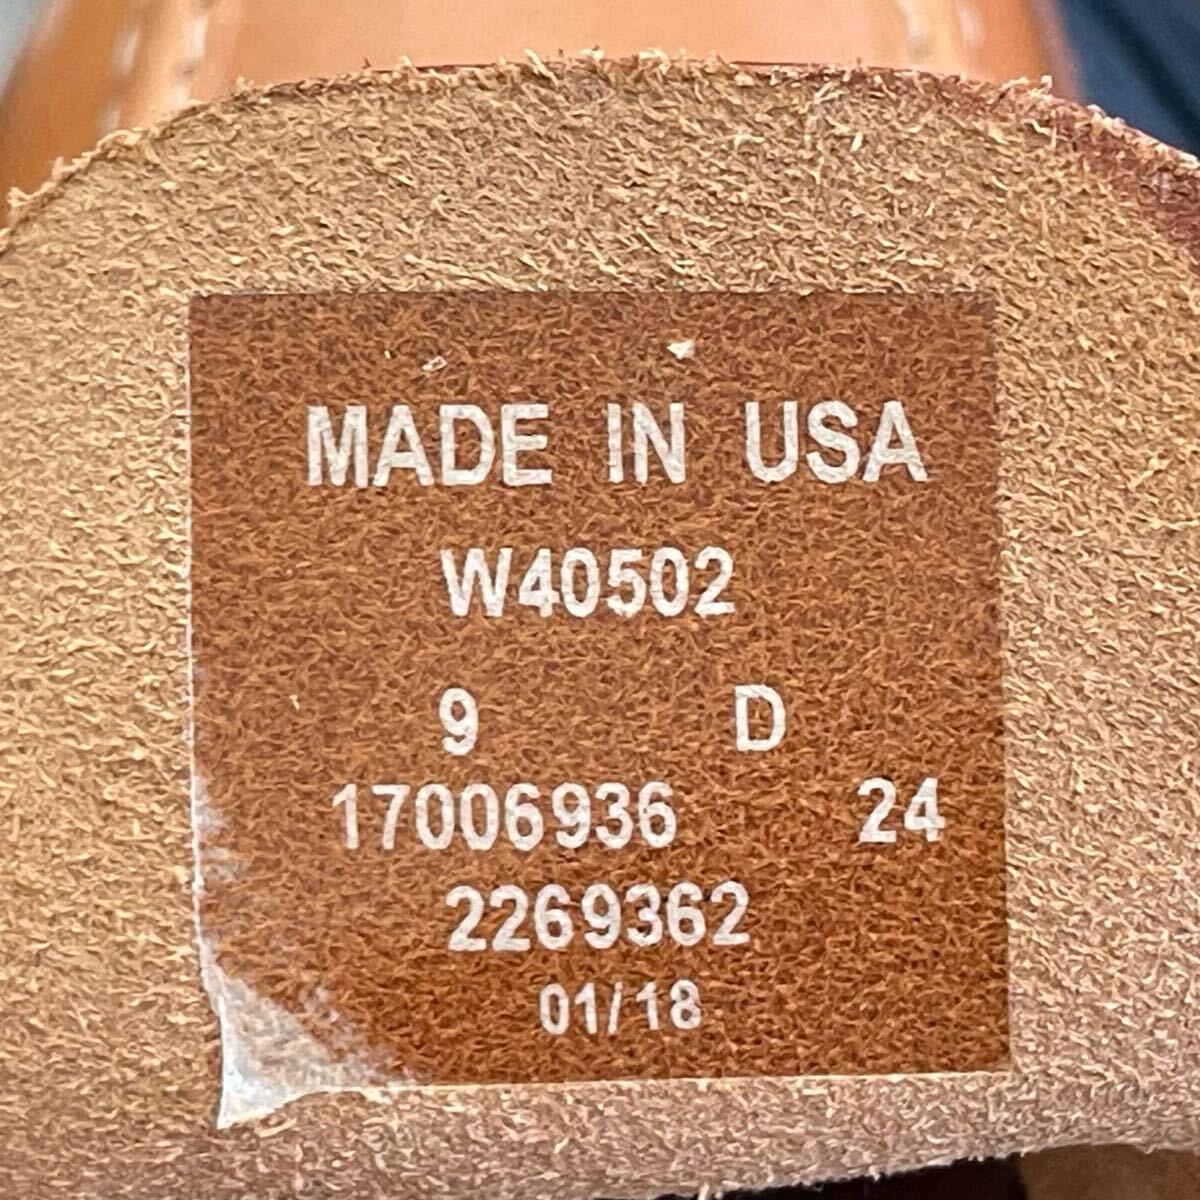 MADE IN USA
W40502
9 D
17006936 24
2269362
01/18